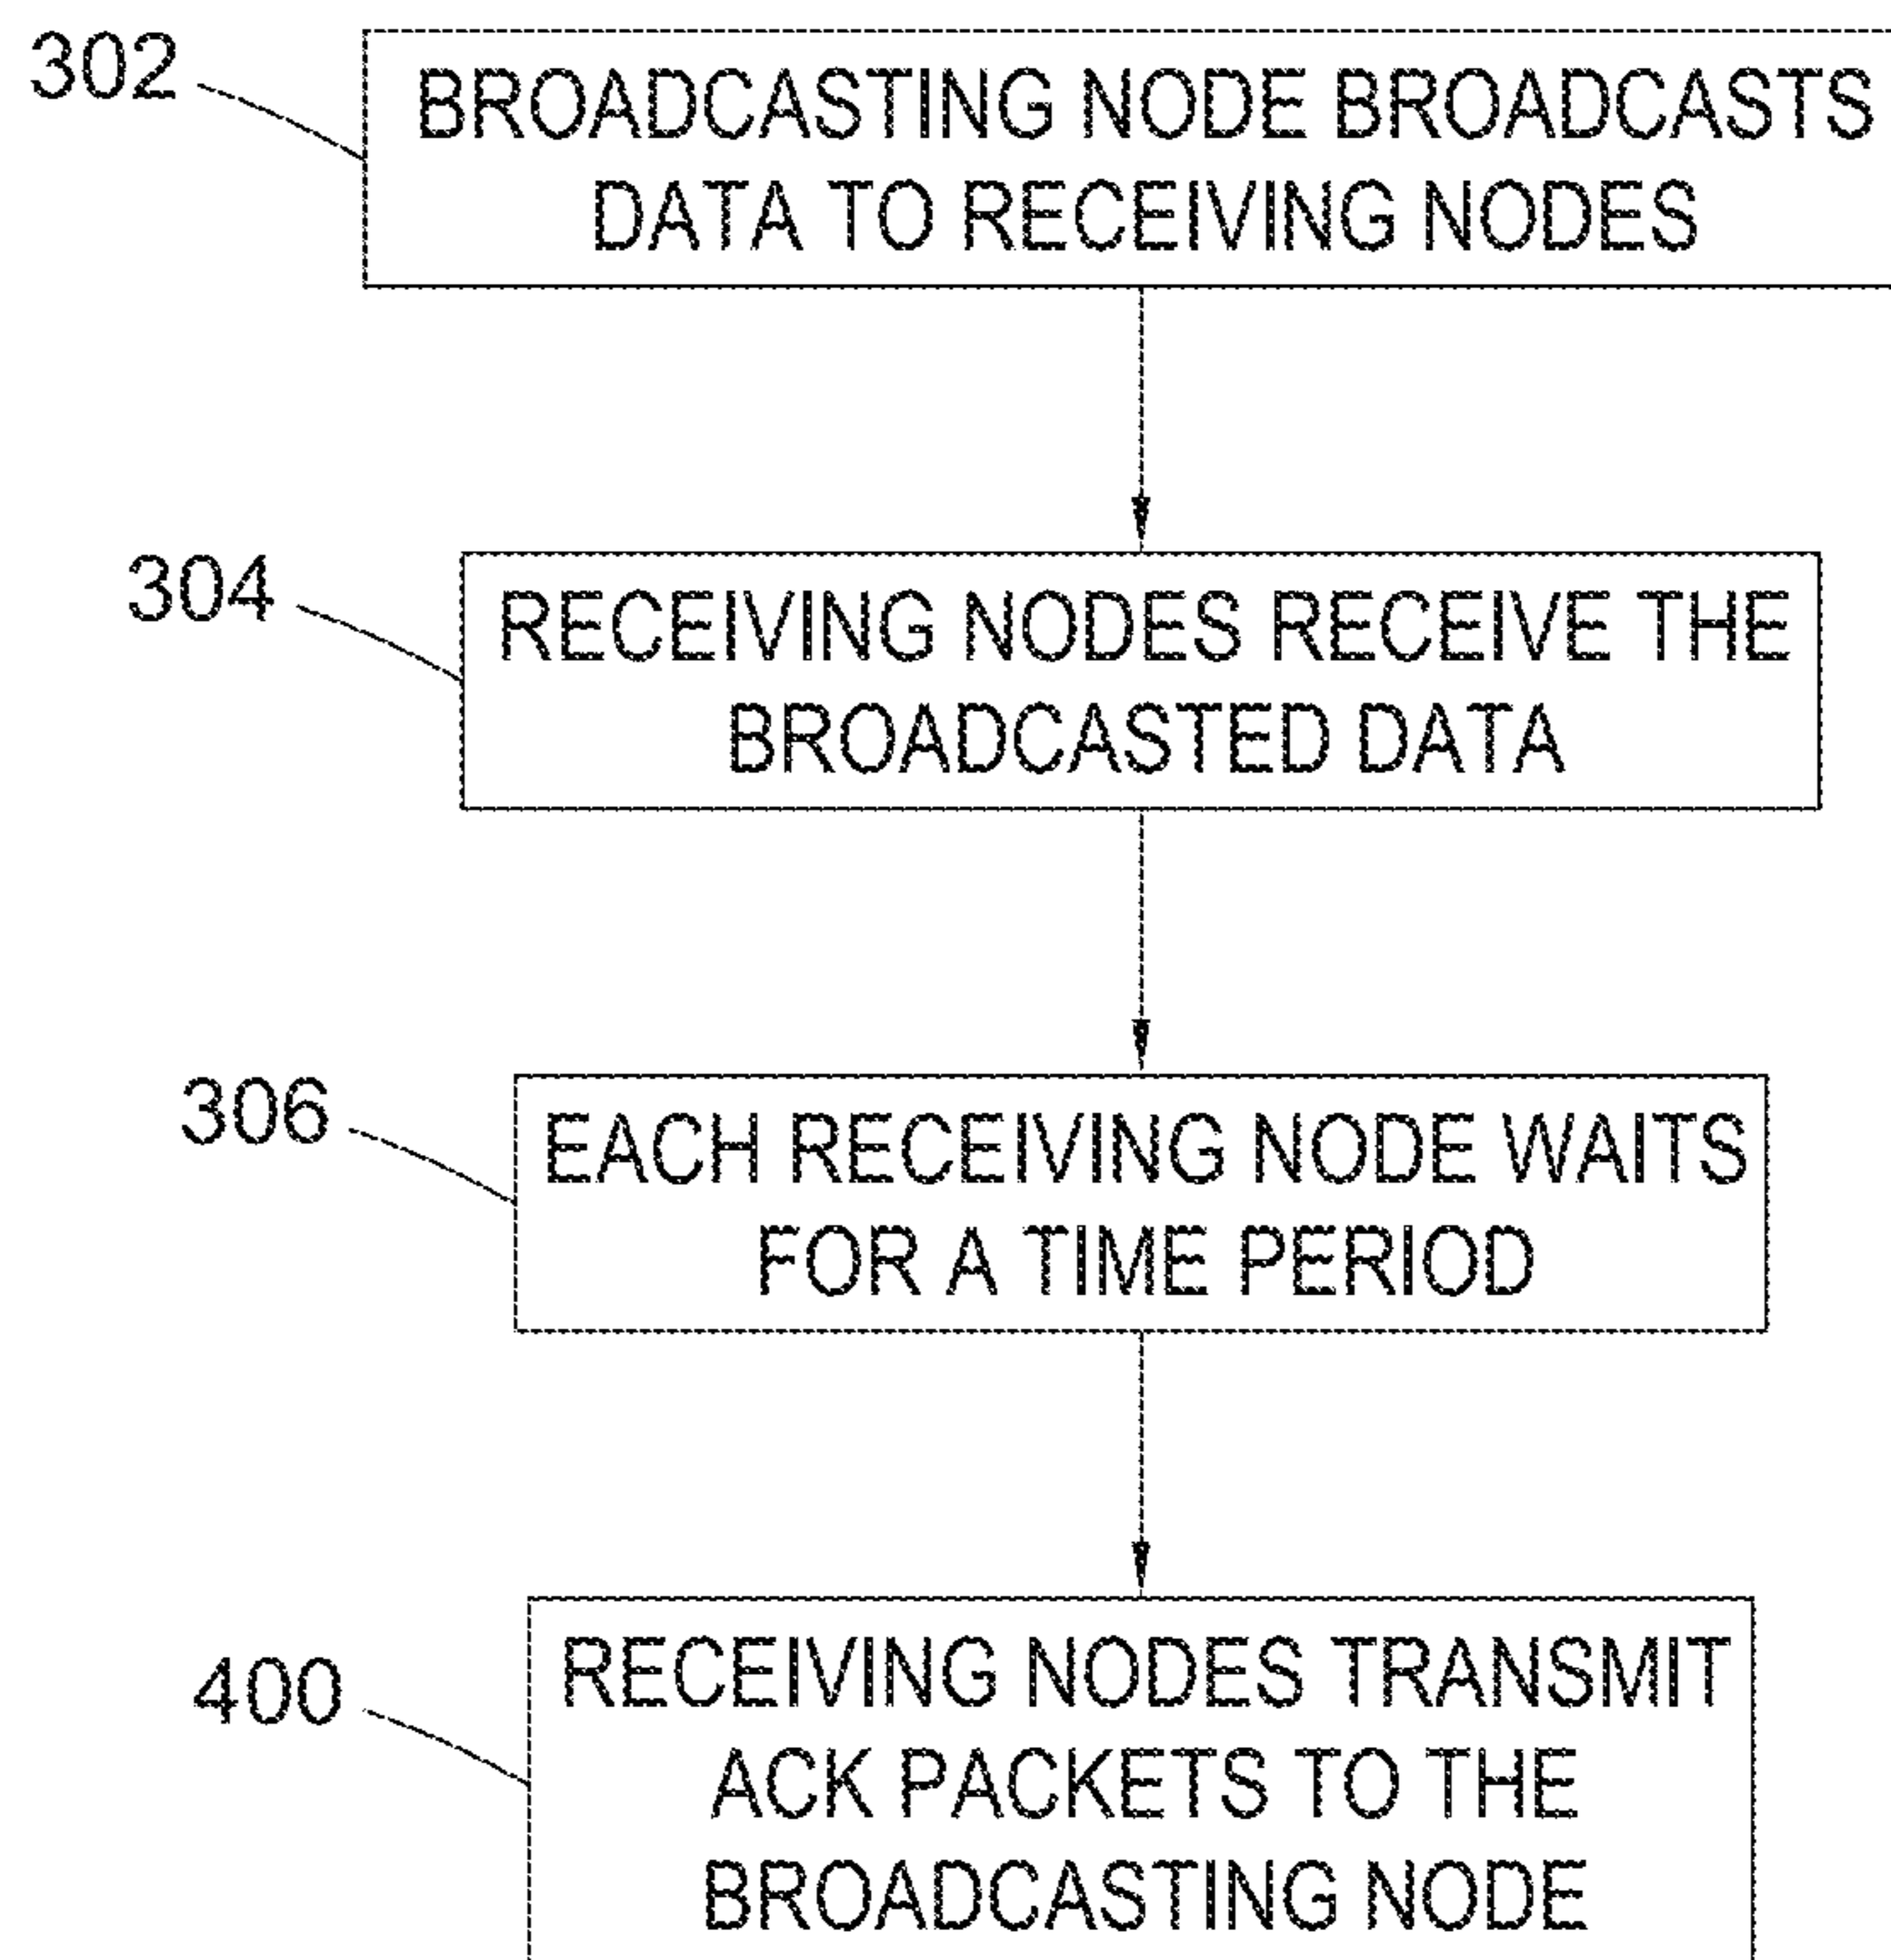 302
BROADCASTING NODE BROADCASTS
DATA TO RECEIVING NODES
304
RECEIVING NODES RECEIVE THE
BROADCASTED DATA
306
EACH RECEIVING NODE WAITS
FOR A TIME PERIOD
400
RECEIVING NODES TRANSMIT
ACK PACKETS TO THE
BROADCASTING NODE